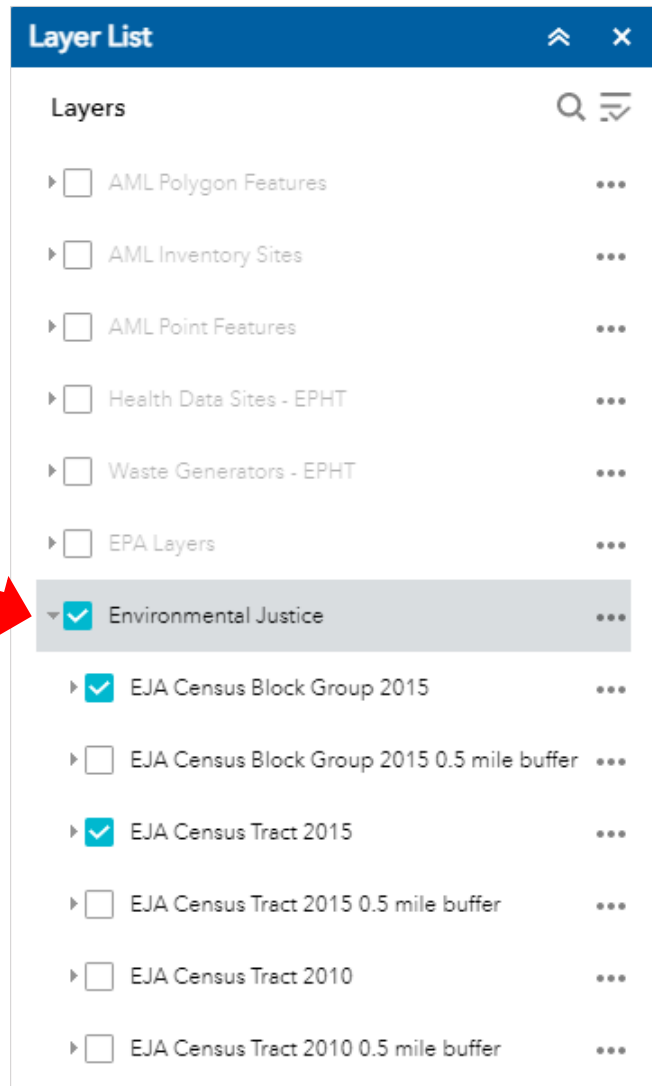 Layer List
Layers
AML Polygon Features
AML Inventory Sites
AML Point Features
Health Data Sites - EPHT
Waste Generators - EPHT
EPA Layers
Environmental Justice
EJA Census Block Group 2015
EJA Census Block Group 2015 0.5 mile buffer
EJA Census Tract 2015
EJA Census Tract 2015 0.5 mile buffer
EJA Census Tract 2010
EJA Census Tract 2010 0.5 mile buffer